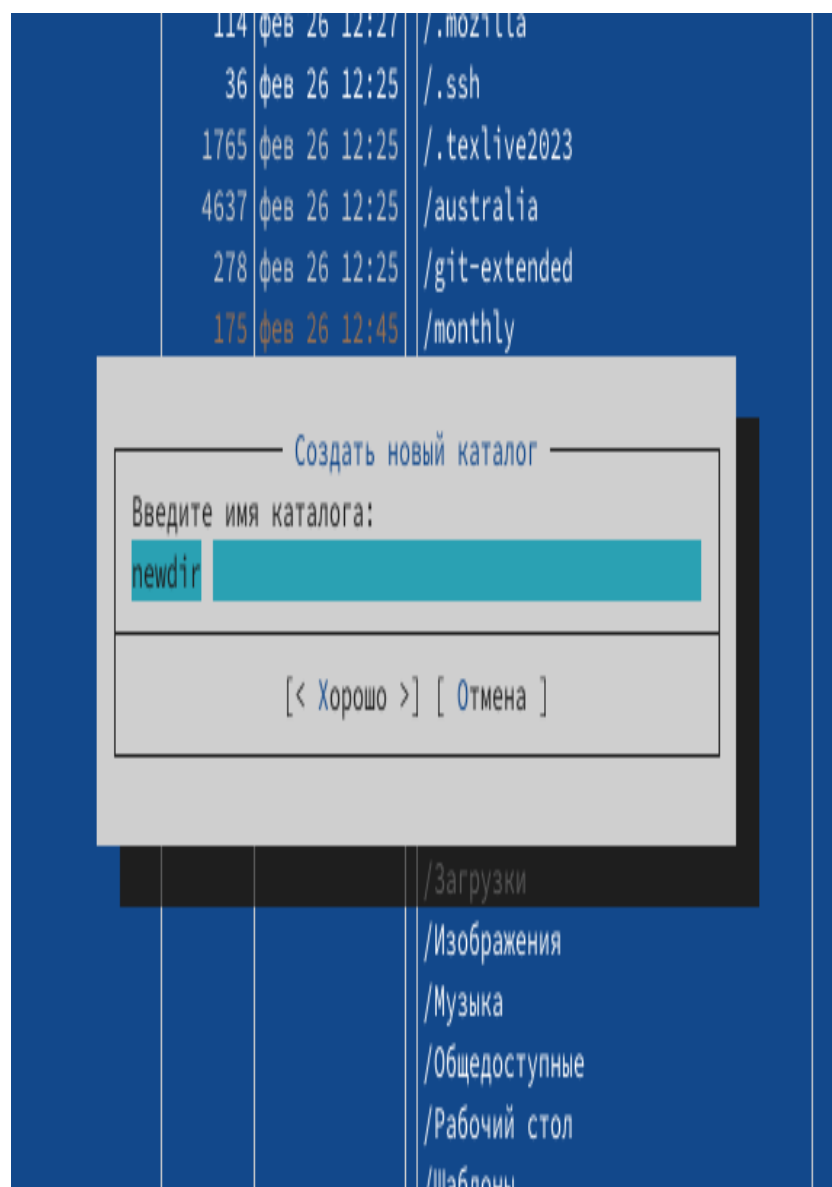 114 фев 26 12:27 /.mozilla
36 фев 26 12:25 /.ssh
1765 фев 26 12:25 /.texlive2023
4637 фев 26 12:25 /australia
278 фев 26 12:25 /git-extended
175 фев 26 12:45 /monthly
Создать новый каталог
Введите имя каталога:
newdir
[< Хорошо >] [ Отмена ]
/Загрузки
/Изображения
/Музыка
/Общедоступные
/Рабочий стол
/Шаблоны